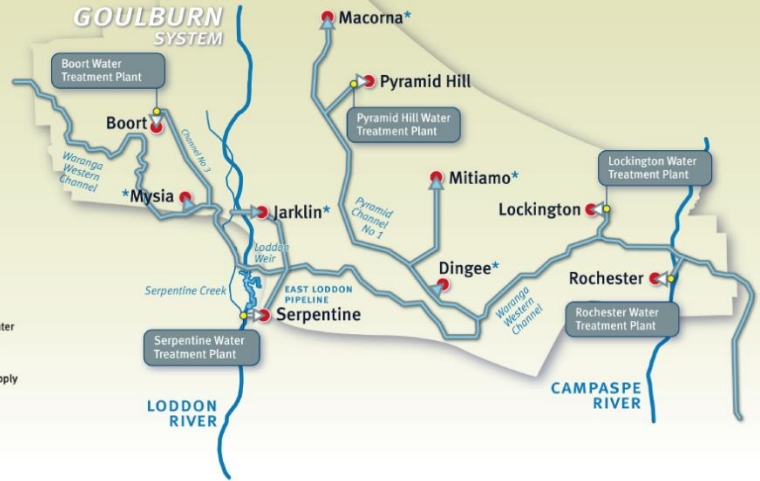 GOULBURN
SYSTEM
Macorna*
Boort Water
Treatment Plant
Pyramid Hill
Boort
Pyramid Hill Water
Treatment Plant
Channel No 3
Waranga
Western
Channel
Lockington Water
Treatment Plant
*Mysia
Mitiamo*
Jarklin*
Pyramid
Channel
No 1
Lockington
Loddon
Weir
Dingee*
Rochester
Serpentine Creek
EAST LODDON
PIPELINE
Waranga
Western
Channel
Serpentine
Rochester Water
Treatment Plant
Serpentine Water
Treatment Plant
CAMPASPE
RIVER
LODDON
RIVER